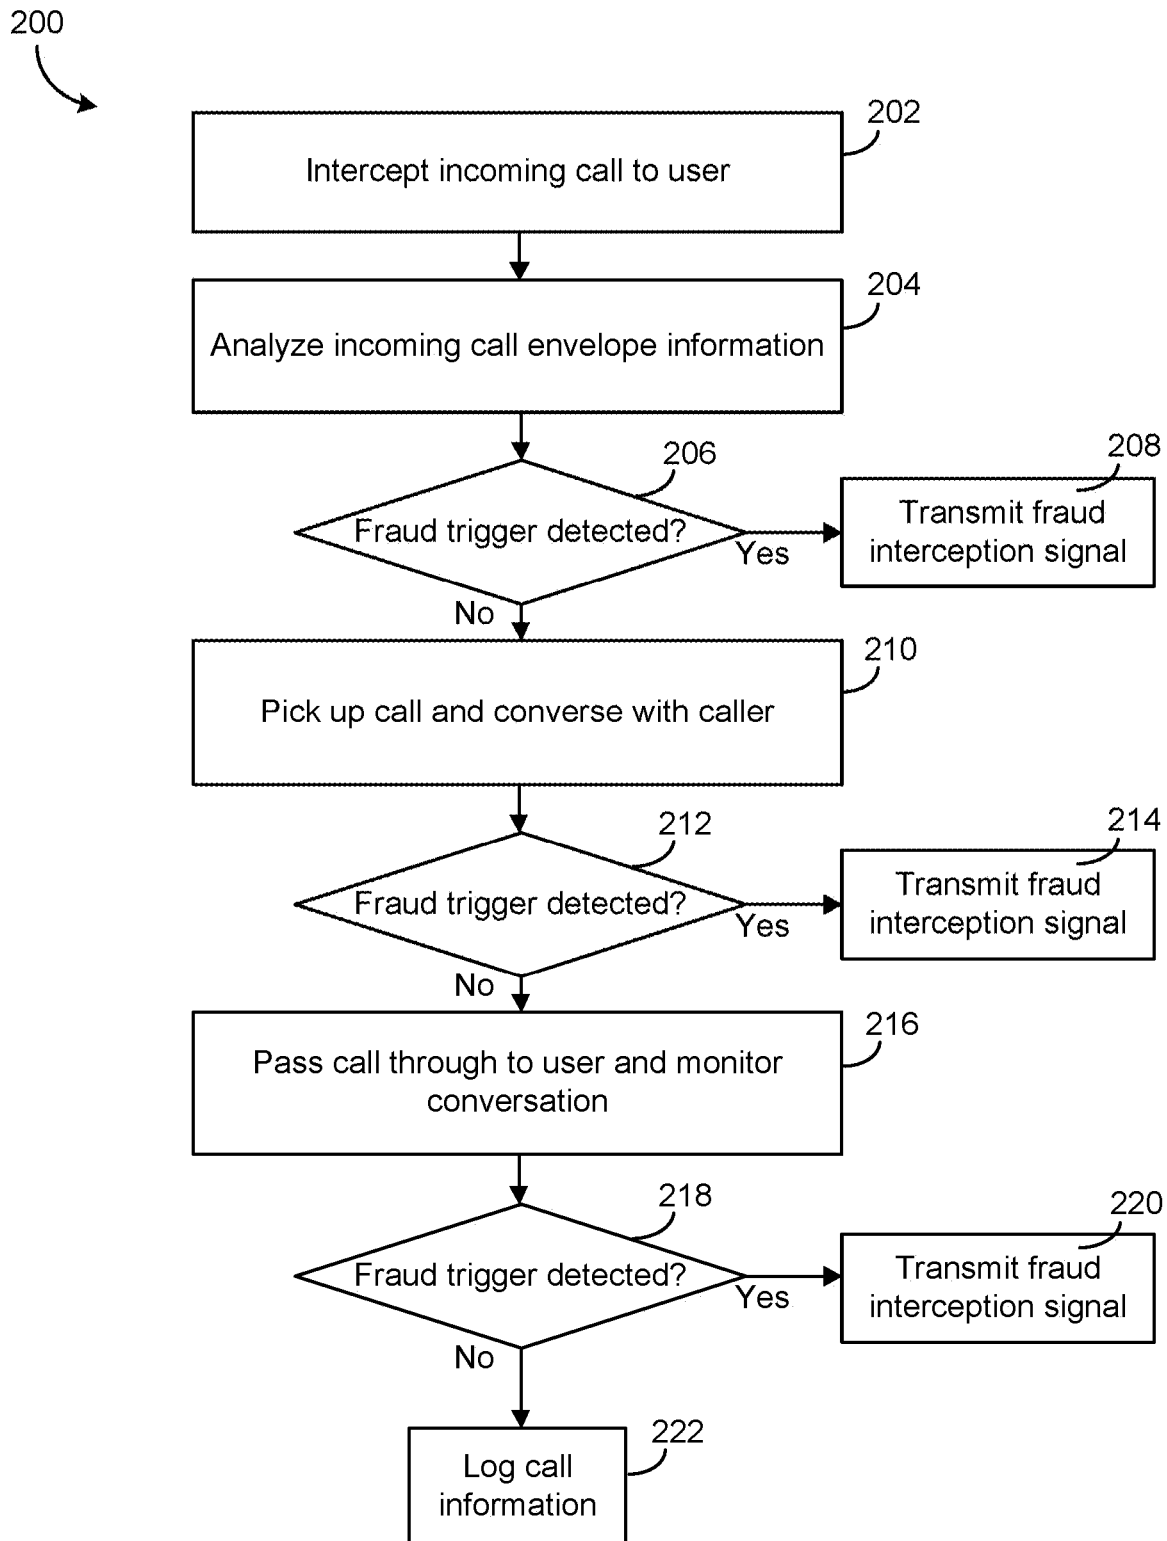 200
202
Intercept incoming call to user
204
Analyze incoming call envelope information
206
208
Fraud trigger detected?
Transmit fraud
interception signal
Yes
No
210
Pick up call and converse with caller
212
214
Fraud trigger detected?
Transmit fraud
interception signal
Yes
No
216
Pass call through to user and monitor
conversation
218
220
Fraud trigger detected?
Transmit fraud
interception signal
Yes
No
222
Log call
information